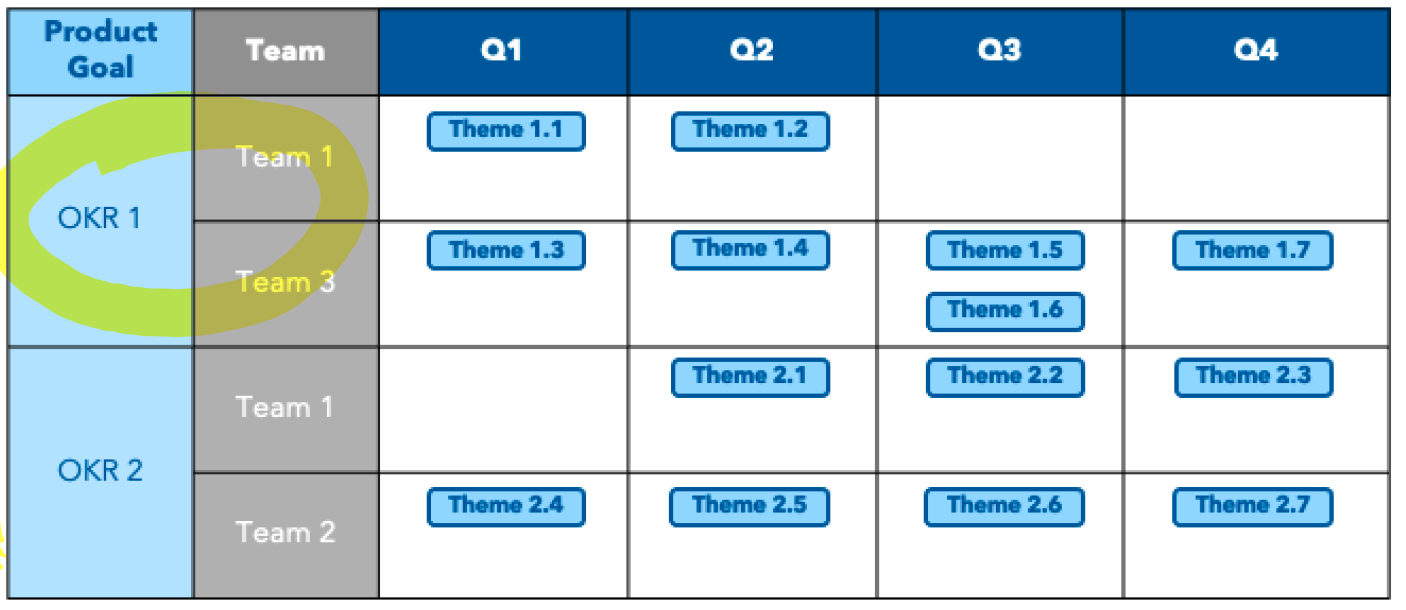 Product
Goal
Team
Q1
Q2
Q3
Q4
OKR 1
Team 1
Theme 1.1
Theme 1.2
Team 3
Theme 1.3
Theme 1.4
Theme 1.5
Theme 1.6
Theme 1.7
OKR 2
Team 1
Theme 2.1
Theme 2.2
Theme 2.3
Team 2
Theme 2.4
Theme 2.5
Theme 2.6
Theme 2.7